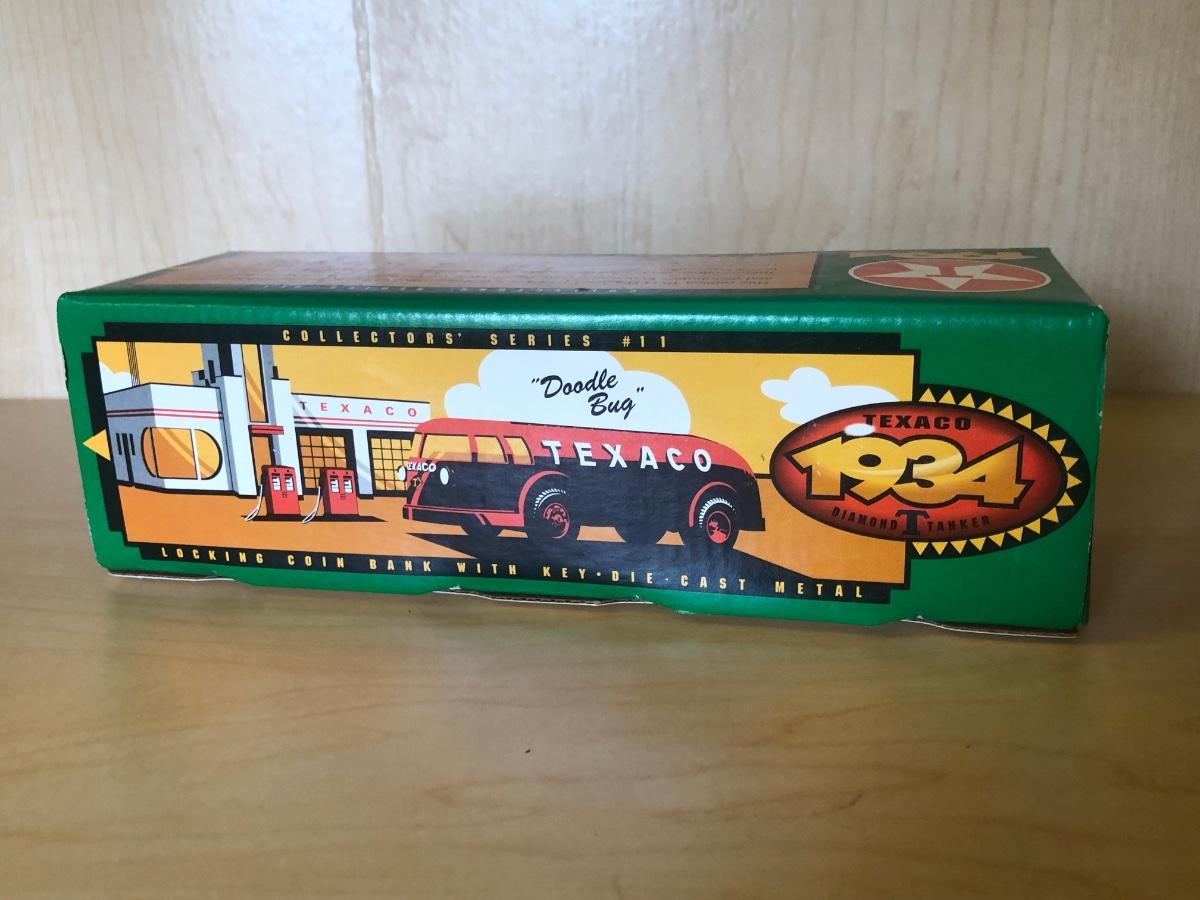 COLLECTORS' SERIES #11
"Doodle
Bug"
TEXACO
TEXACO
TEXACO
TEXACO
1934
DIAMOND T TANKER
LOCKING COIN BANK WITH KEY • DIE-CAST METAL